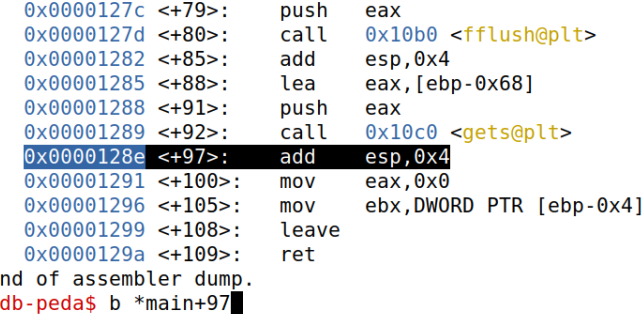 0x0000127c <+79>: push eax
0x0000127d <+80>: call 0x10b0 <fflush@plt>
0x00001282 <+85>: add esp,0x4
0x00001285 <+88>: lea eax,[ebp-0x68]
0x00001288 <+91>: push eax
0x00001289 <+92>: call 0x10c0 <gets@plt>
0x0000128e <+97>: add esp,0x4
0x00001291 <+100>: mov eax,0x0
0x00001296 <+105>: mov ebx,DWORD PTR [ebp-0x4]
0x00001299 <+108>: leave
0x0000129a <+109>: ret
nd of assembler dump.
db-peda$ b *main+97